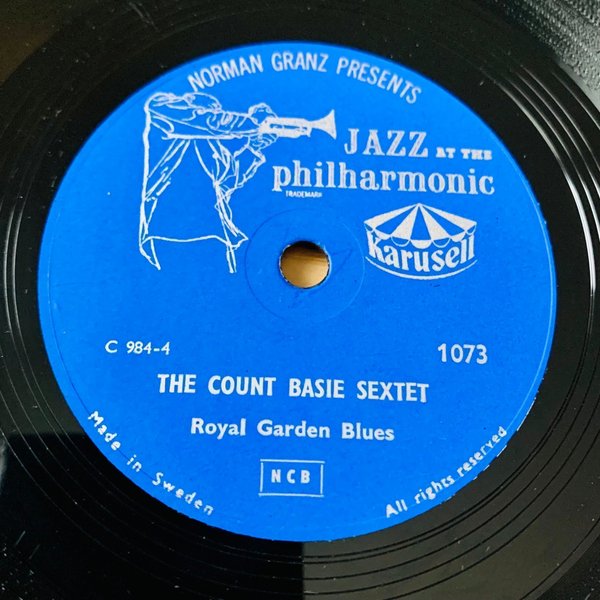 NORMAN GRANZ PRESENTS
JAZZ AT THE
philharmonic
TRADEMARK
Karusell
C 984-4
1073
THE COUNT BASIE SEXTET
Royal Garden Blues
NCB
Made in Sweden
All rights reserved